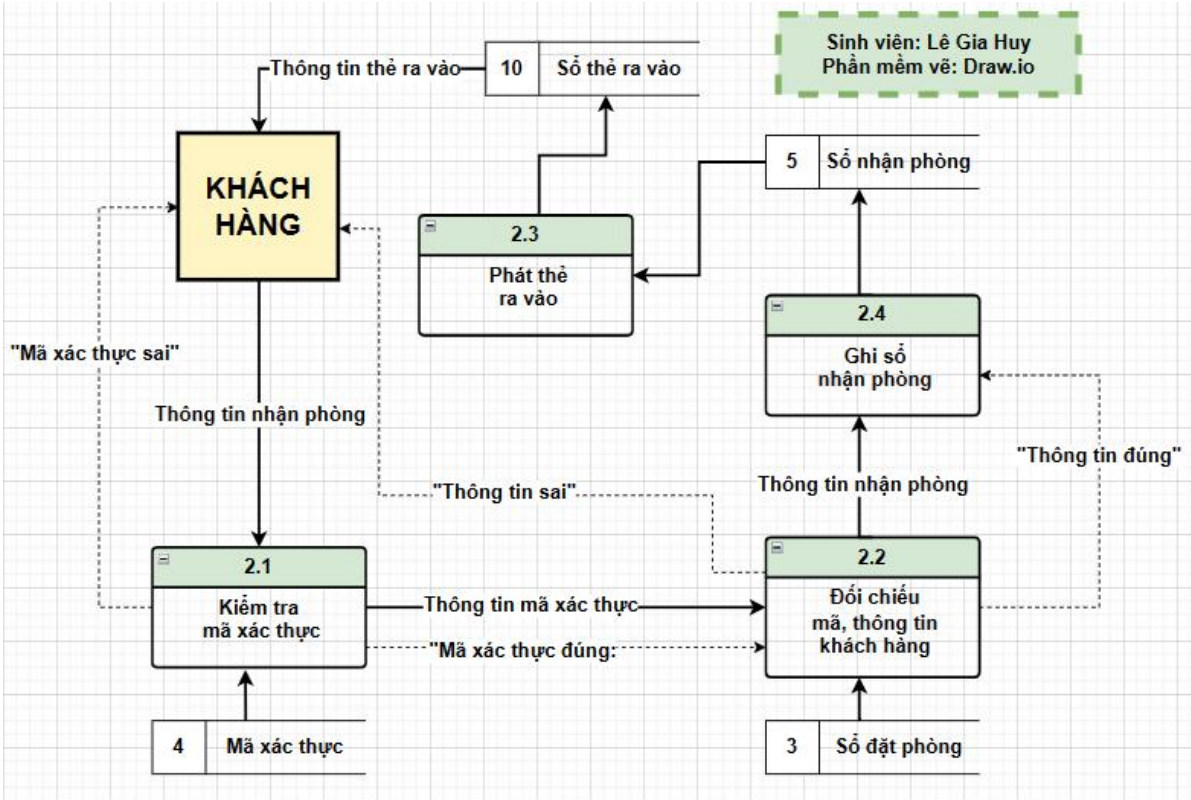 Sinh viên: Lê Gia Huy
Phần mềm vẽ: Draw.io
Thông tin thẻ ra vào
10
Sổ thẻ ra vào
5
Sổ nhận phòng
KHÁCH
HÀNG
2.3
Phát thẻ
ra vào
2.4
Ghi sổ
nhận phòng
"Mã xác thực sai"
Thông tin nhận phòng
"Thông tin đúng"
Thông tin nhận phòng
"Thông tin sai"
2.1
Kiểm tra
mã xác thực
Thông tin mã xác thực
"Mã xác thực đúng:
2.2
Đối chiếu
mã, thông tin
khách hàng
4
Mã xác thực
3
Sổ đặt phòng